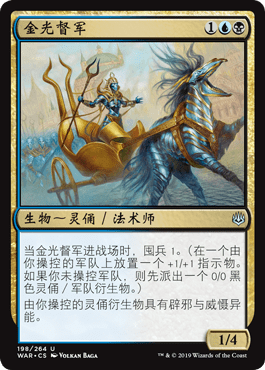 金光督军 1
生物～灵俑 / 法术师
当金光督军进战场时，囤兵 1。（在一个由
你操控的军队上放置一个 +1/+1 指示物。
如果你未操控军队，则先派出一个 0/0 黑
色灵俑 / 军队衍生物。）
由你操控的灵俑衍生物具有辟邪与威慑异
能。
1/4
198/264 U
WAR • CS VOLKAN BAGA
™ & © 2019 Wizards of the Coast